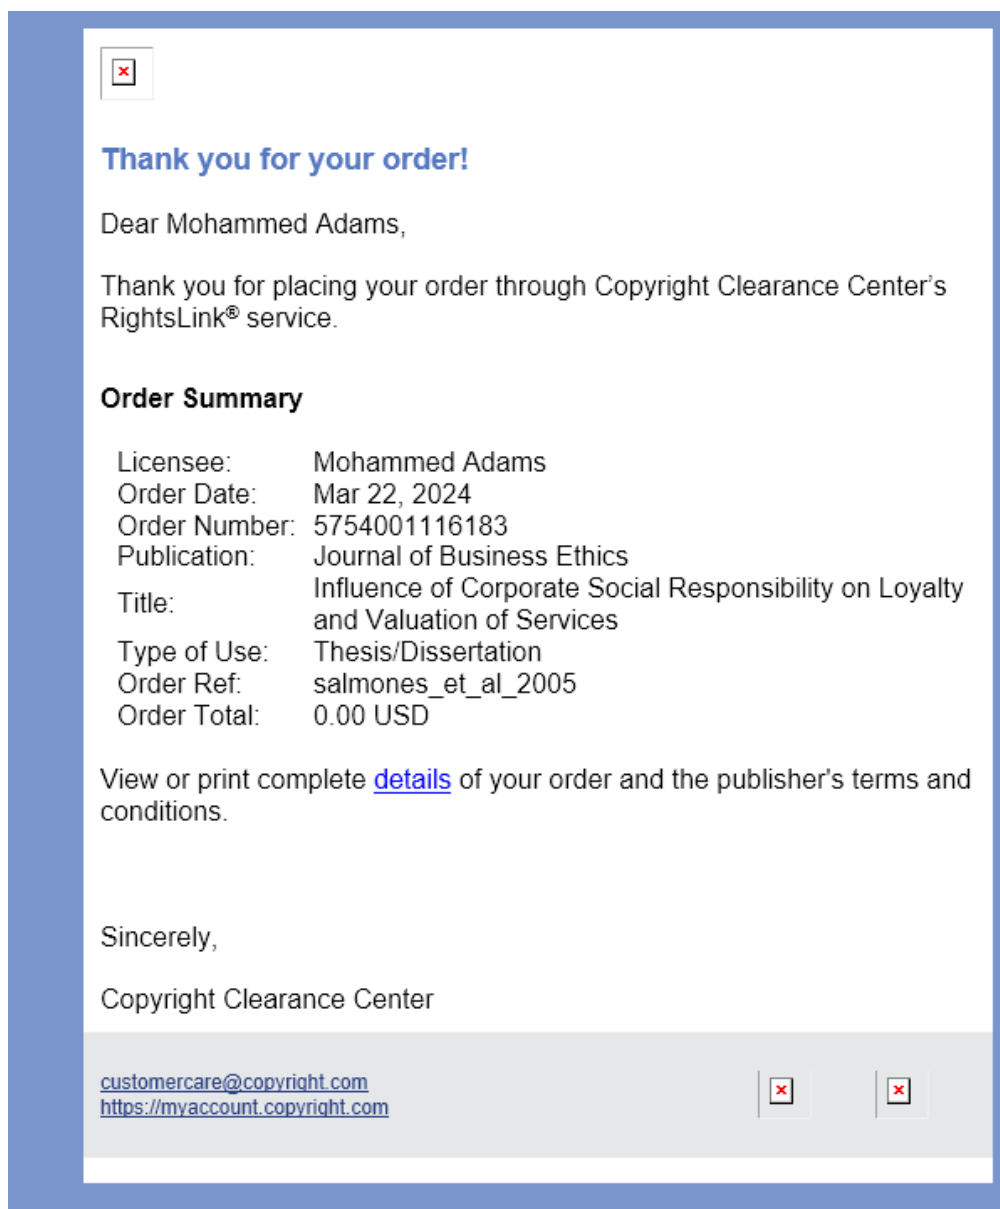 Thank you for your order!
Dear Mohammed Adams,
Thank you for placing your order through Copyright Clearance Center’s
RightsLink® service.
Order Summary
Licensee: Mohammed Adams
Order Date: Mar 22, 2024
Order Number: 5754001116183
Publication: Journal of Business Ethics
Title: Influence of Corporate Social Responsibility on Loyalty
and Valuation of Services
Type of Use: Thesis/Dissertation
Order Ref: salmones_et_al_2005
Order Total: 0.00 USD
View or print complete details of your order and the publisher's terms and
conditions.
Sincerely,
Copyright Clearance Center
customercare@copyright.com
https://myaccount.copyright.com